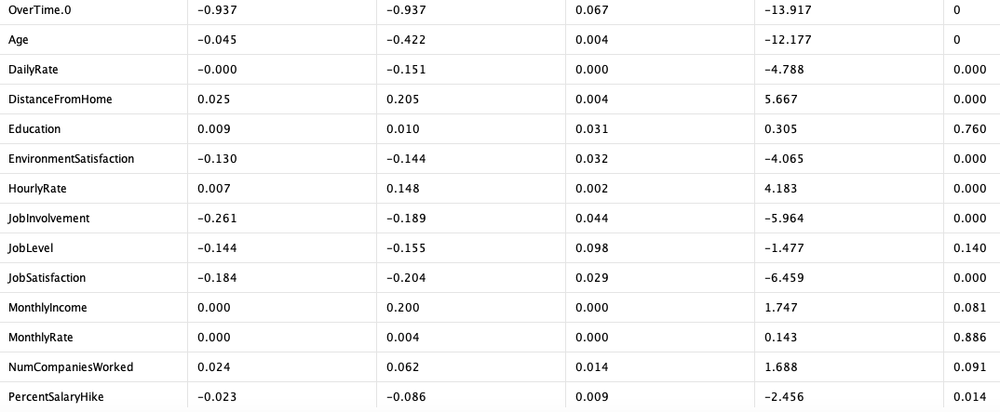 OverTime.0 −0.937 −0.937 0.067 −13.917 0
Age −0.045 −0.422 0.004 −12.177 0
DailyRate −0.000 −0.151 0.000 −4.788 0.000
DistanceFromHome 0.025 0.205 0.004 5.667 0.000
Education 0.009 0.010 0.031 0.305 0.760
EnvironmentSatisfaction −0.130 −0.144 0.032 −4.065 0.000
HourlyRate 0.007 0.148 0.002 4.183 0.000
JobInvolvement −0.261 −0.189 0.044 −5.964 0.000
JobLevel −0.144 −0.155 0.098 −1.477 0.140
JobSatisfaction −0.184 −0.204 0.029 −6.459 0.000
MonthlyIncome 0.000 0.200 0.000 1.747 0.081
MonthlyRate 0.000 0.004 0.000 0.143 0.886
NumCompaniesWorked 0.024 0.062 0.014 1.688 0.091
PercentSalaryHike −0.023 −0.086 0.009 −2.456 0.014